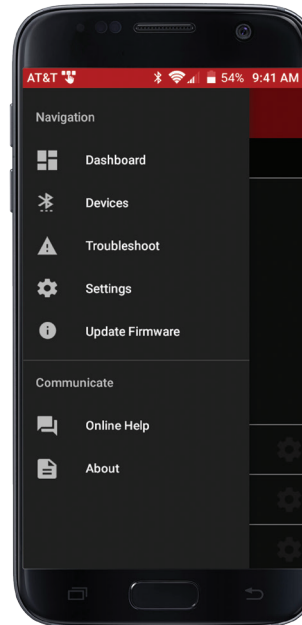 AT&T 54% 9:41 AM
Navigation
Dashboard
Devices
Troubleshoot
Settings
Update Firmware
Communicate
Online Help
About